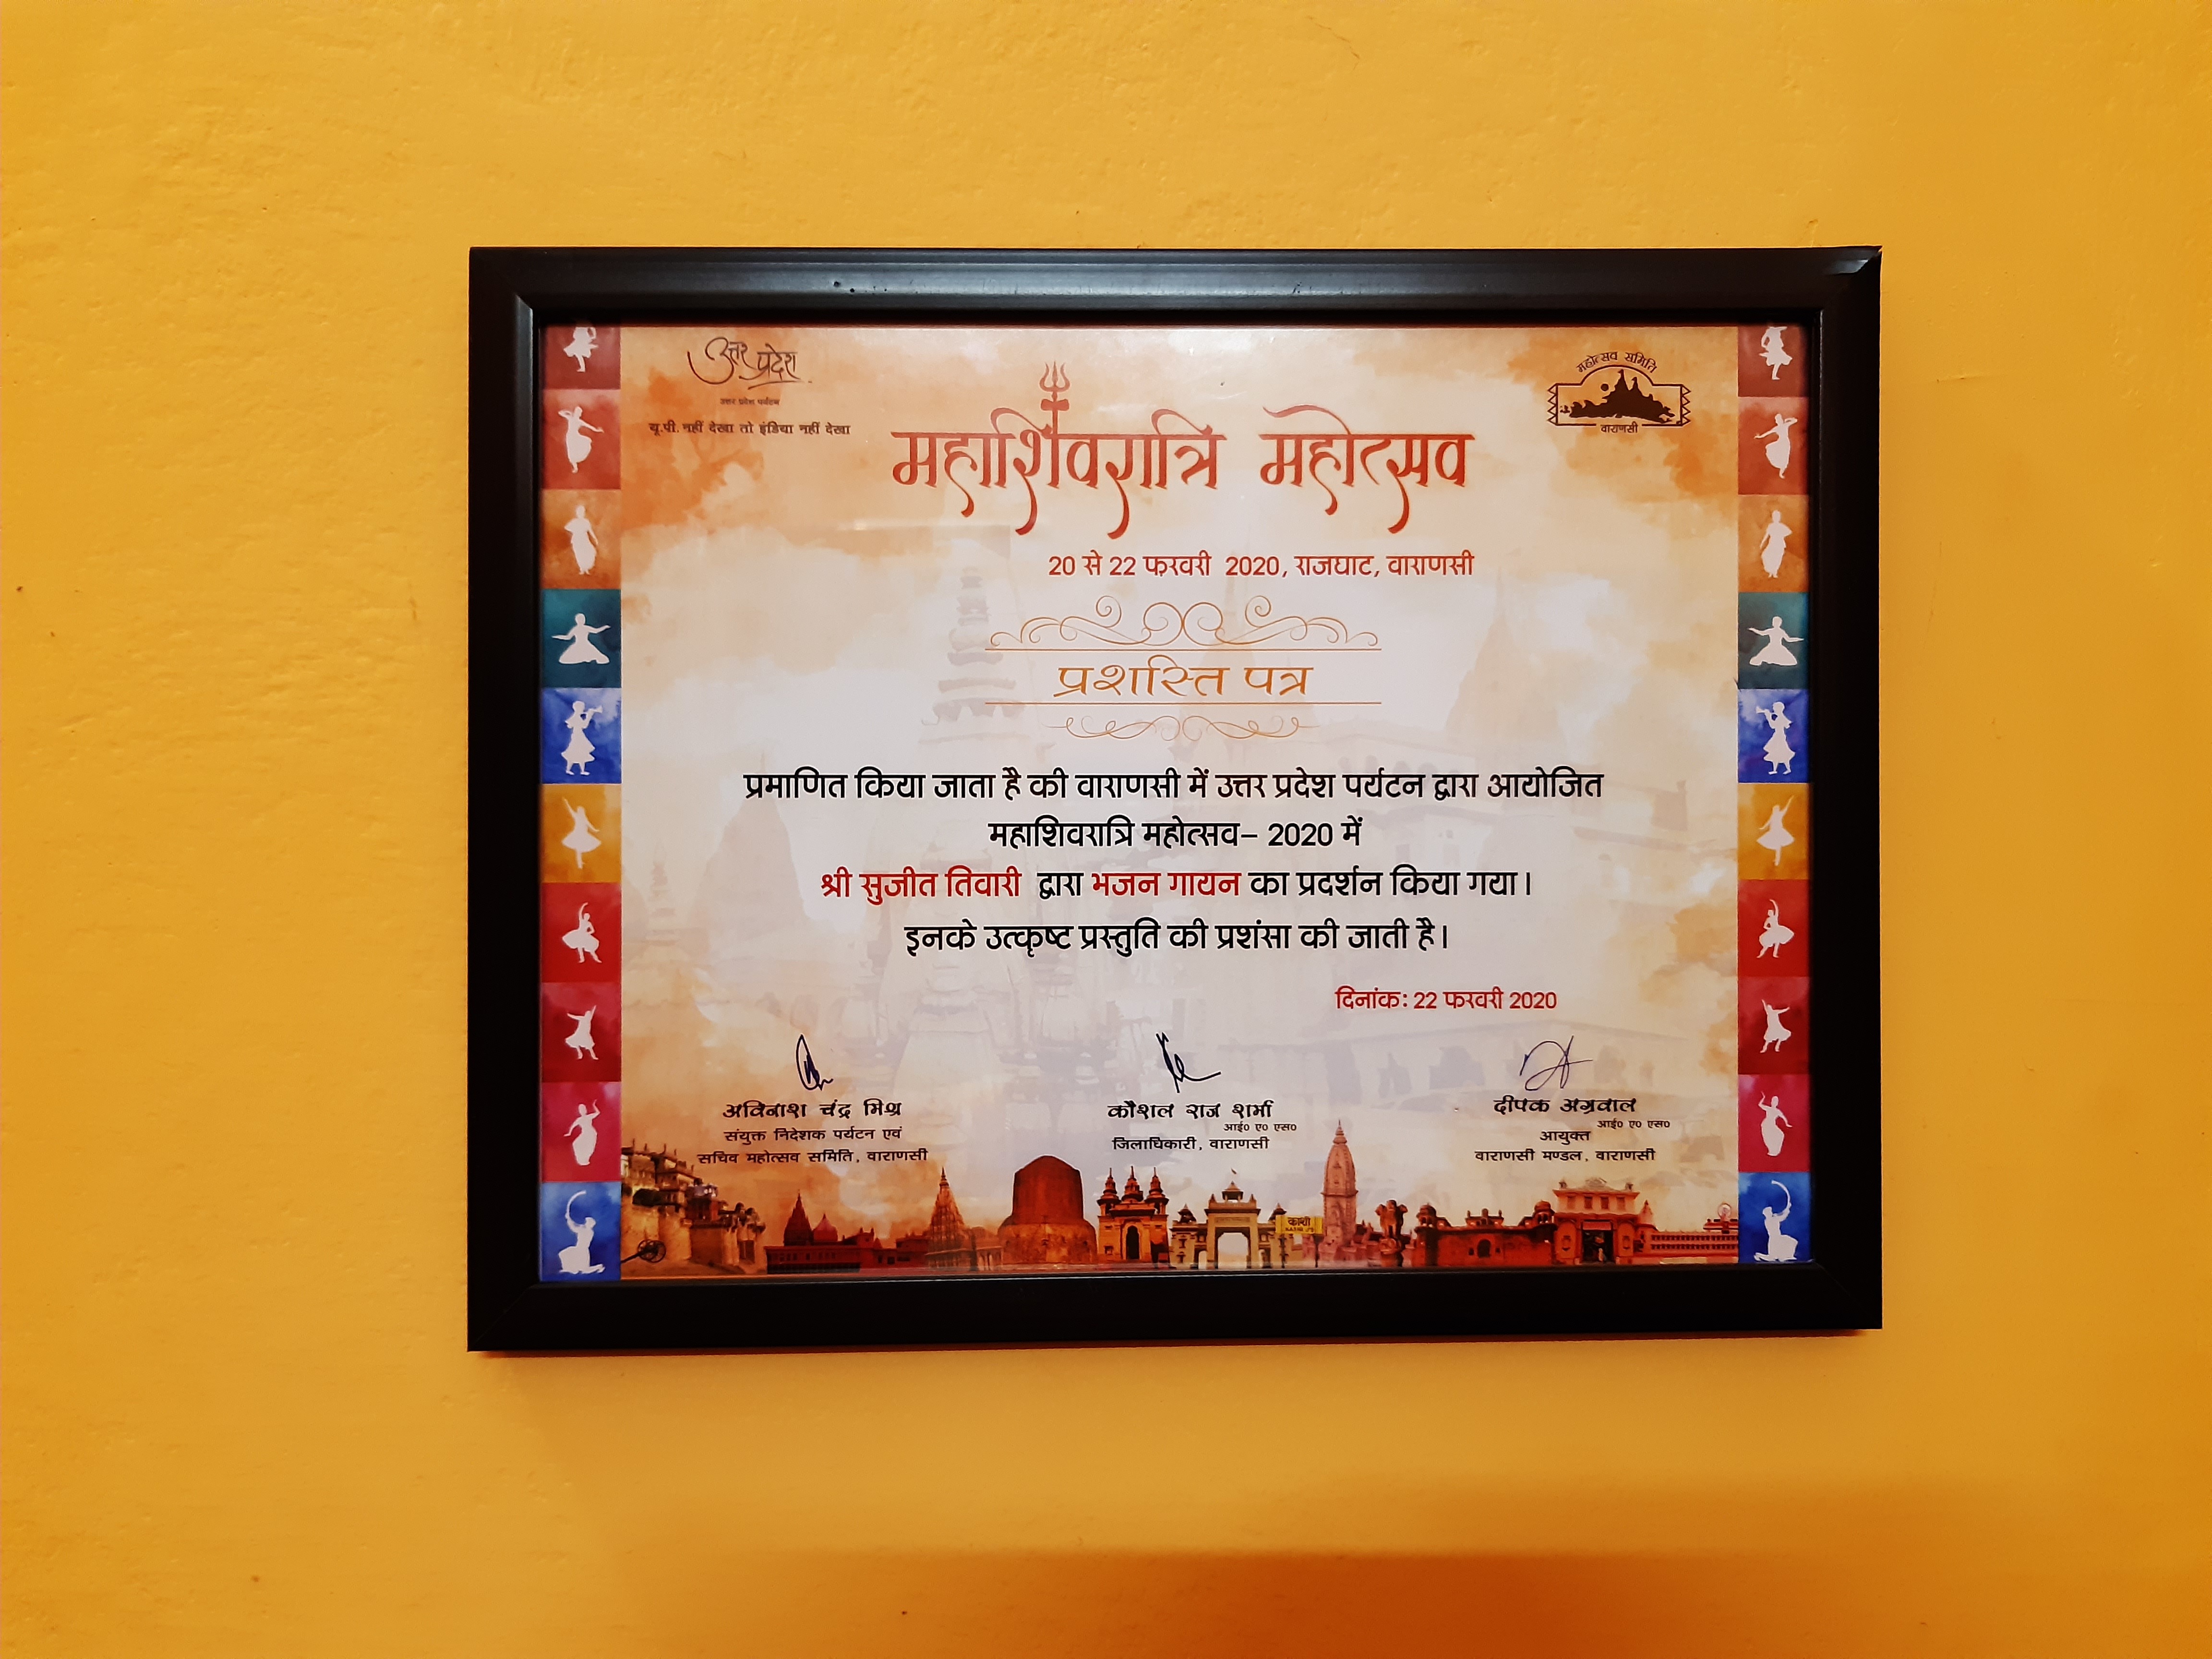 उत्तर प्रदेश
उत्तर प्रदेश पर्यटन
यू.पी. नहीं देखा तो इंडिया नहीं देखा
महोत्सव समिति
वाराणसी
महाशिवरात्रि महोत्सव
20 से 22 फरवरी 2020, राजघाट, वाराणसी
प्रशस्ति पत्र
प्रमाणित किया जाता है की वाराणसी में उत्तर प्रदेश पर्यटन द्वारा आयोजित
महाशिवरात्रि महोत्सव– 2020 में
श्री सुजीत तिवारी द्वारा भजन गायन का प्रदर्शन किया गया।
इनके उत्कृष्ट प्रस्तुति की प्रशंसा की जाती है।
दिनांक: 22 फरवरी 2020
अविनाश चंद्र मिश्र
संयुक्त निदेशक पर्यटन एवं
सचिव महोत्सव समिति, वाराणसी
कौशल राज शर्मा
आई० ए० एस०
जिलाधिकारी, वाराणसी
दीपक अग्रवाल
आई० ए० एस०
आयुक्त
वाराणसी मण्डल, वाराणसी
काशी